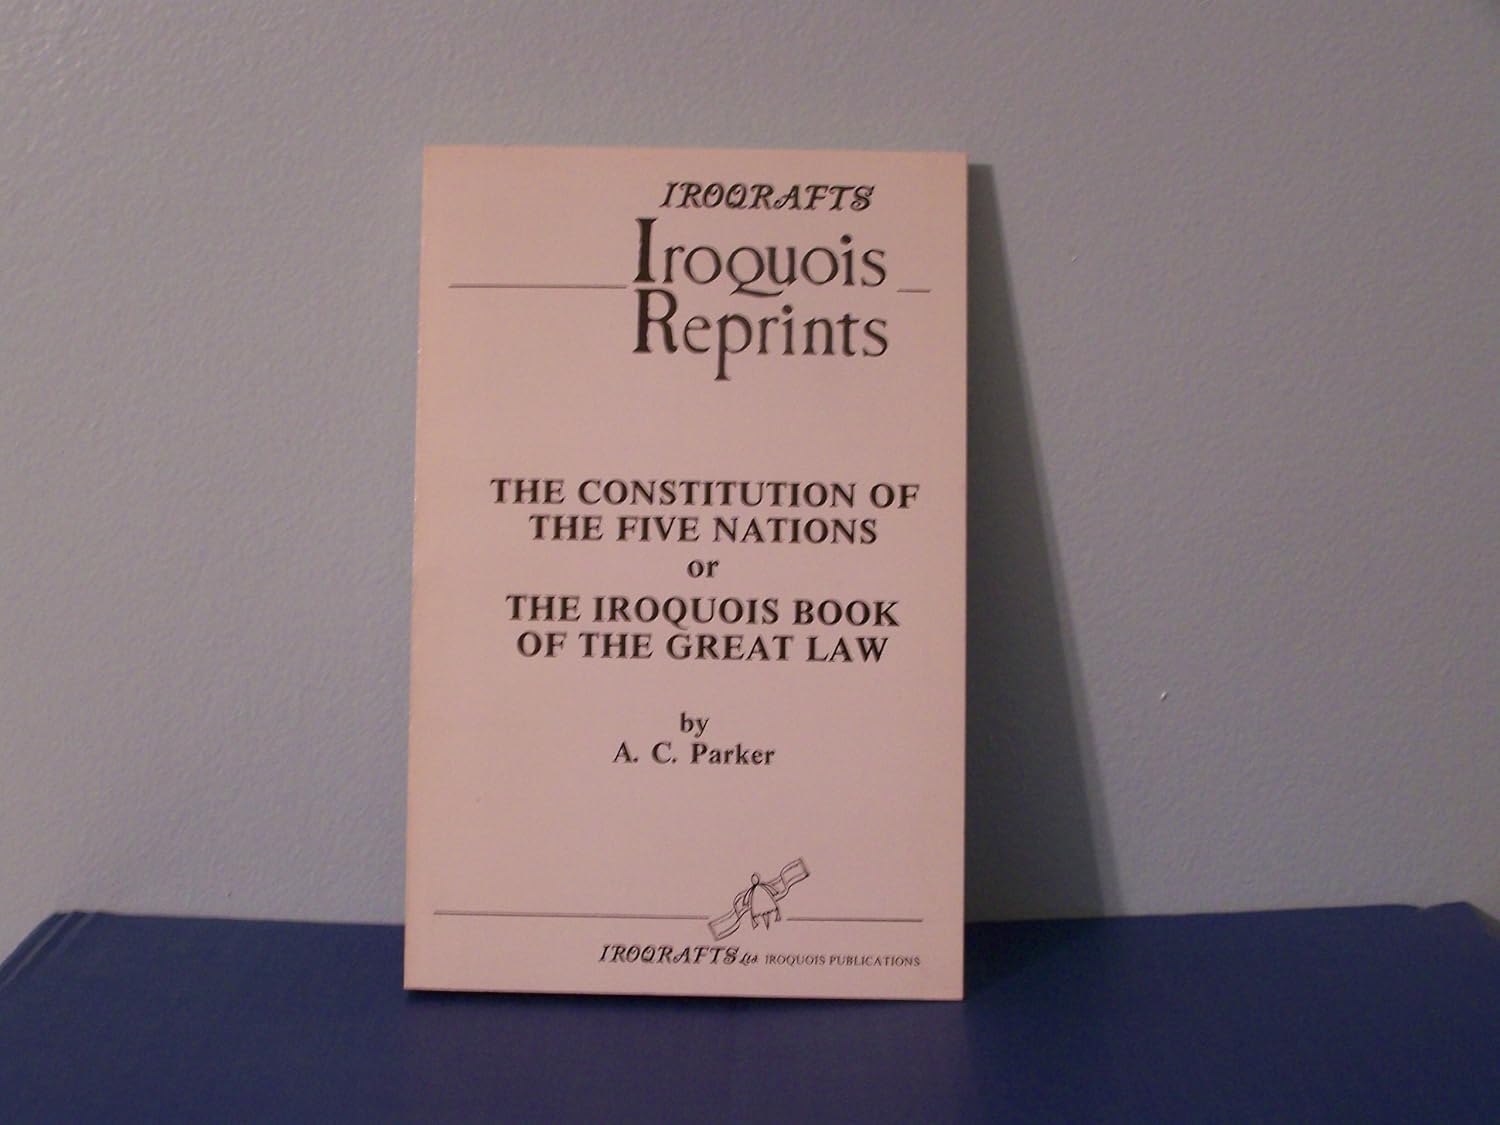 IROQRAFTS
Iroquois
Reprints
THE CONSTITUTION OF
THE FIVE NATIONS
or
THE IROQUOIS BOOK
OF THE GREAT LAW
by
A. C. Parker
IROQRAFTS Ltd. IROQUOIS PUBLICATIONS